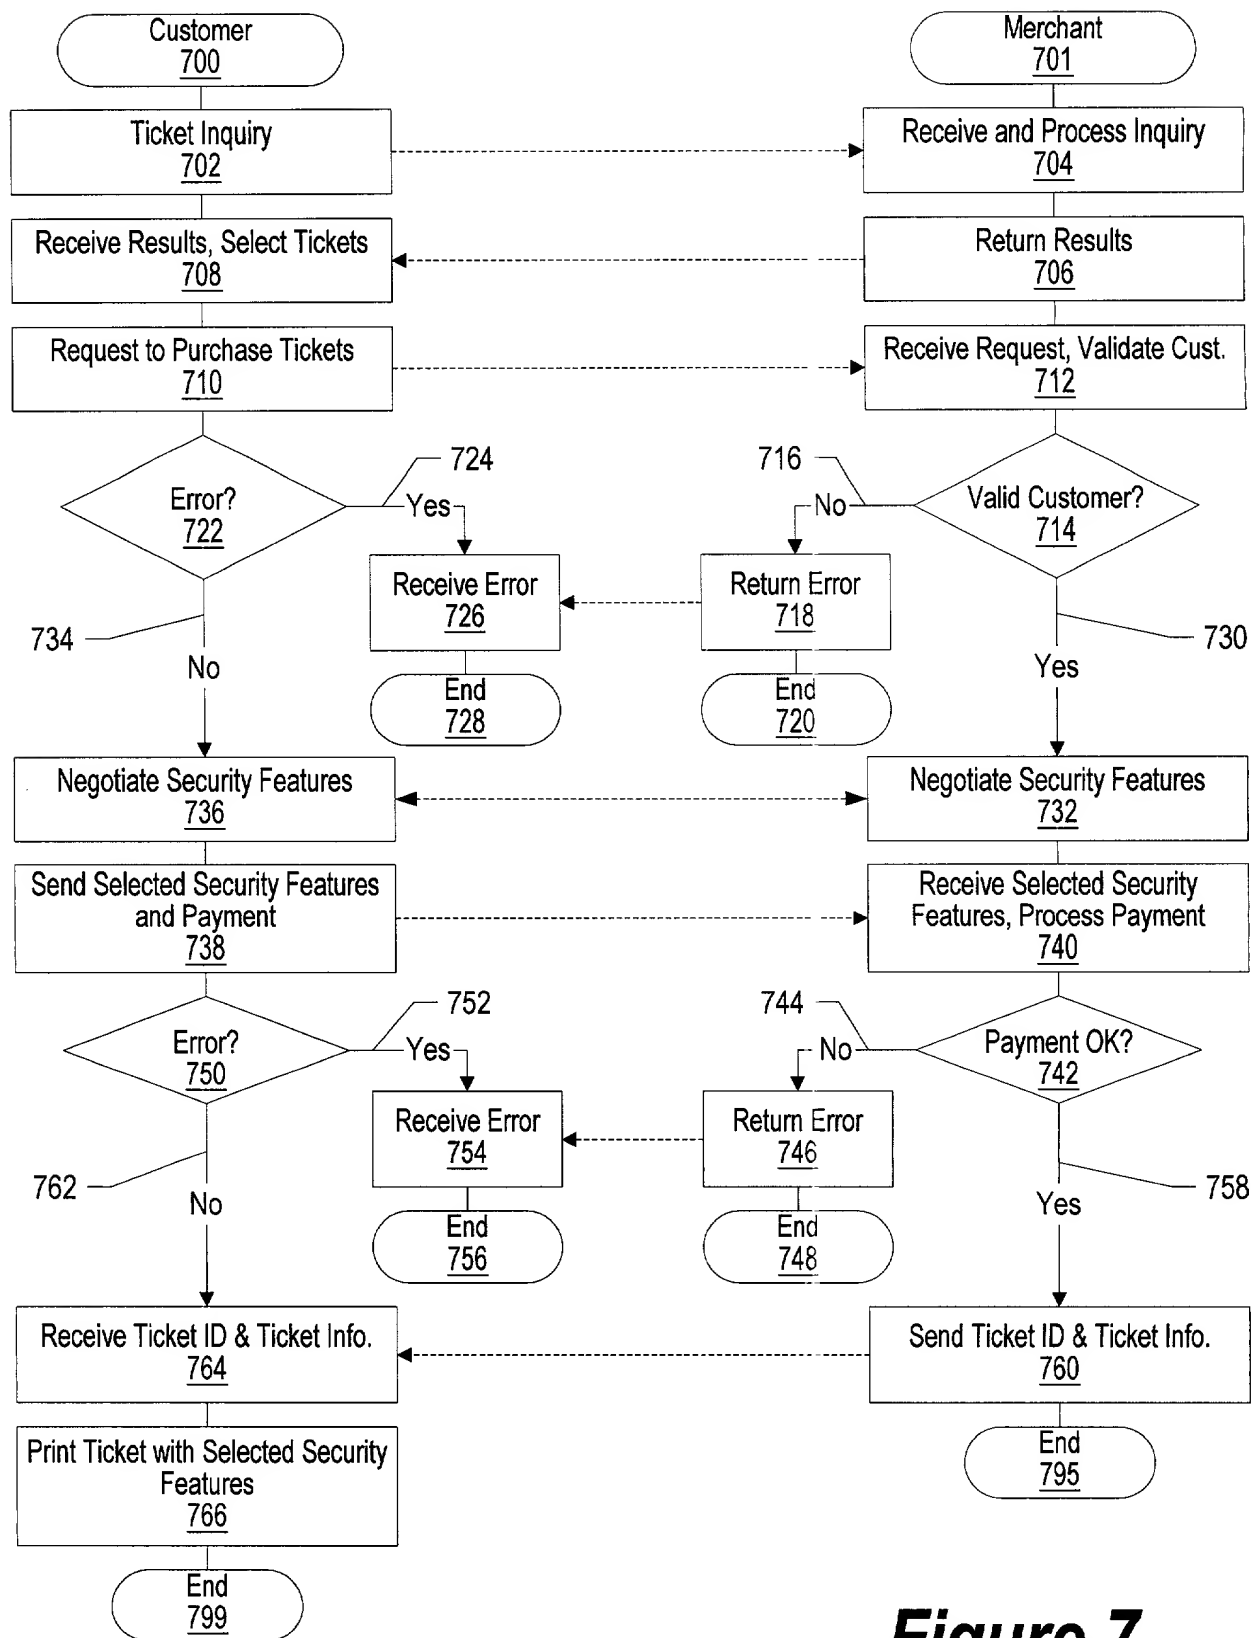 Customer
700
Merchant
701
Ticket Inquiry
702
Receive and Process Inquiry
704
Receive Results, Select Tickets
708
Return Results
706
Request to Purchase Tickets
710
Receive Request, Validate Cust.
712
724
716
Error?
722
Yes
No
Valid Customer?
714
Receive Error
726
Return Error
718
734
730
No
Yes
End
728
End
720
Negotiate Security Features
736
Negotiate Security Features
732
Send Selected Security Features
and Payment
738
Receive Selected Security
Features, Process Payment
740
752
744
Error?
750
Yes
No
Payment OK?
742
Receive Error
754
Return Error
746
762
758
No
Yes
End
756
End
748
Receive Ticket ID & Ticket Info.
764
Send Ticket ID & Ticket Info.
760
Print Ticket with Selected Security
Features
766
End
795
End
799
Figure 7